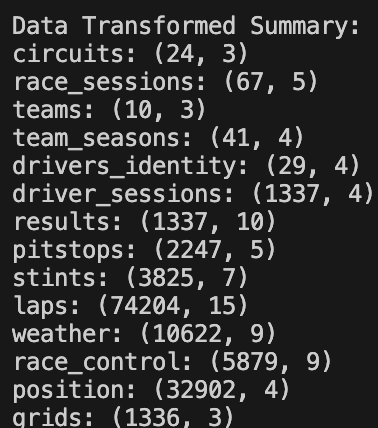 Data Transformed Summary:
circuits: (24, 3)
race_sessions: (67, 5)
teams: (10, 3)
team_seasons: (41, 4)
drivers_identity: (29, 4)
driver_sessions: (1337, 4)
results: (1337, 10)
pitstops: (2247, 5)
stints: (3825, 7)
laps: (74204, 15)
weather: (10622, 9)
race_control: (5879, 9)
position: (32902, 4)
grids: (1336, 3)